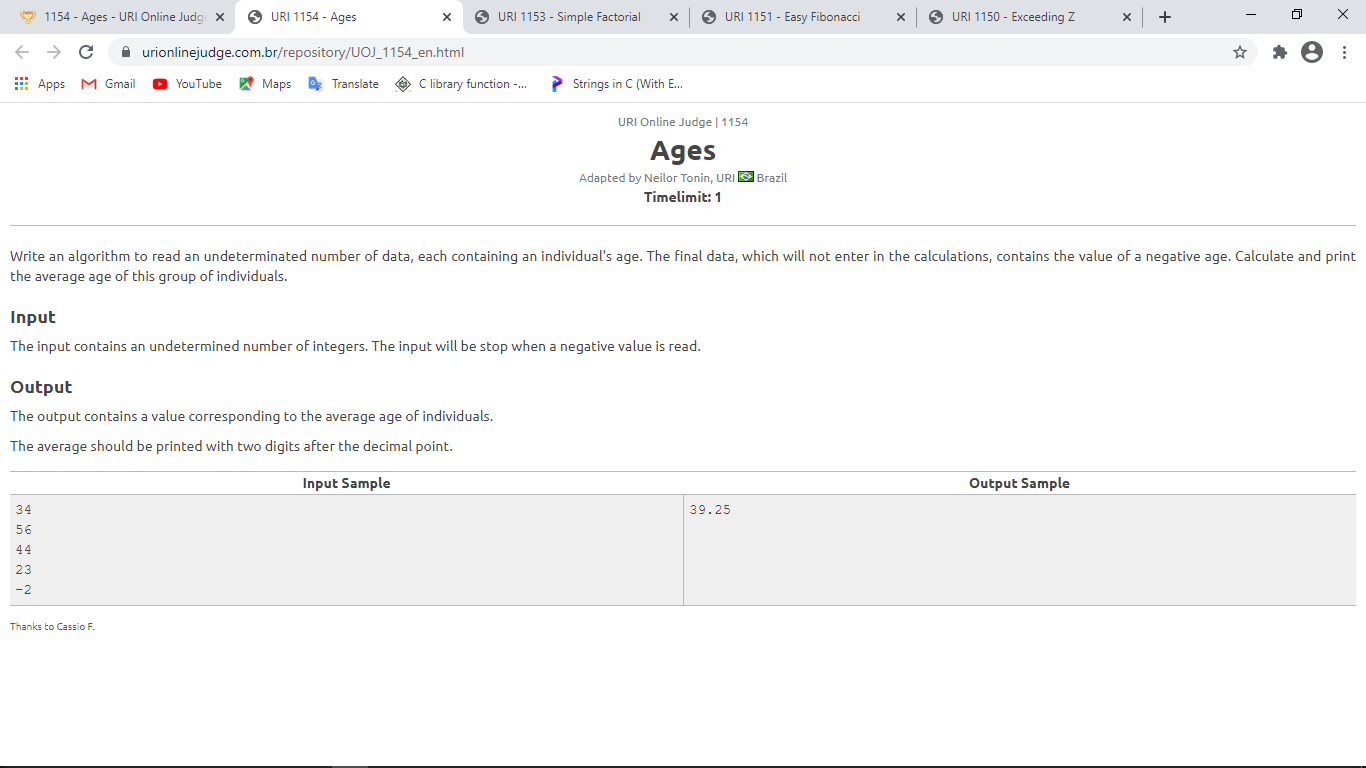 1154 - Ages - URI Online Judg
URI 1154 - Ages
URI 1153 - Simple Factorial
URI 1151 - Easy Fibonacci
URI 1150 - Exceeding Z
urionlinejudge.com.br/repository/UOJ_1154_en.html
Apps
Gmail
YouTube
Maps
Translate
C library function -...
Strings in C (With E...
URI Online Judge | 1154
Ages
Adapted by Neilor Tonin, URI Brazil
Timelimit: 1
Write an algorithm to read an undeterminated number of data, each containing an individual's age. The final data, which will not enter in the calculations, contains the value of a negative age. Calculate and print
the average age of this group of individuals.
Input
The input contains an undetermined number of integers. The input will be stop when a negative value is read.
Output
The output contains a value corresponding to the average age of individuals.
The average should be printed with two digits after the decimal point.
Input Sample
Output Sample
34
56
44
23
-2
39.25
Thanks to Cassio F.